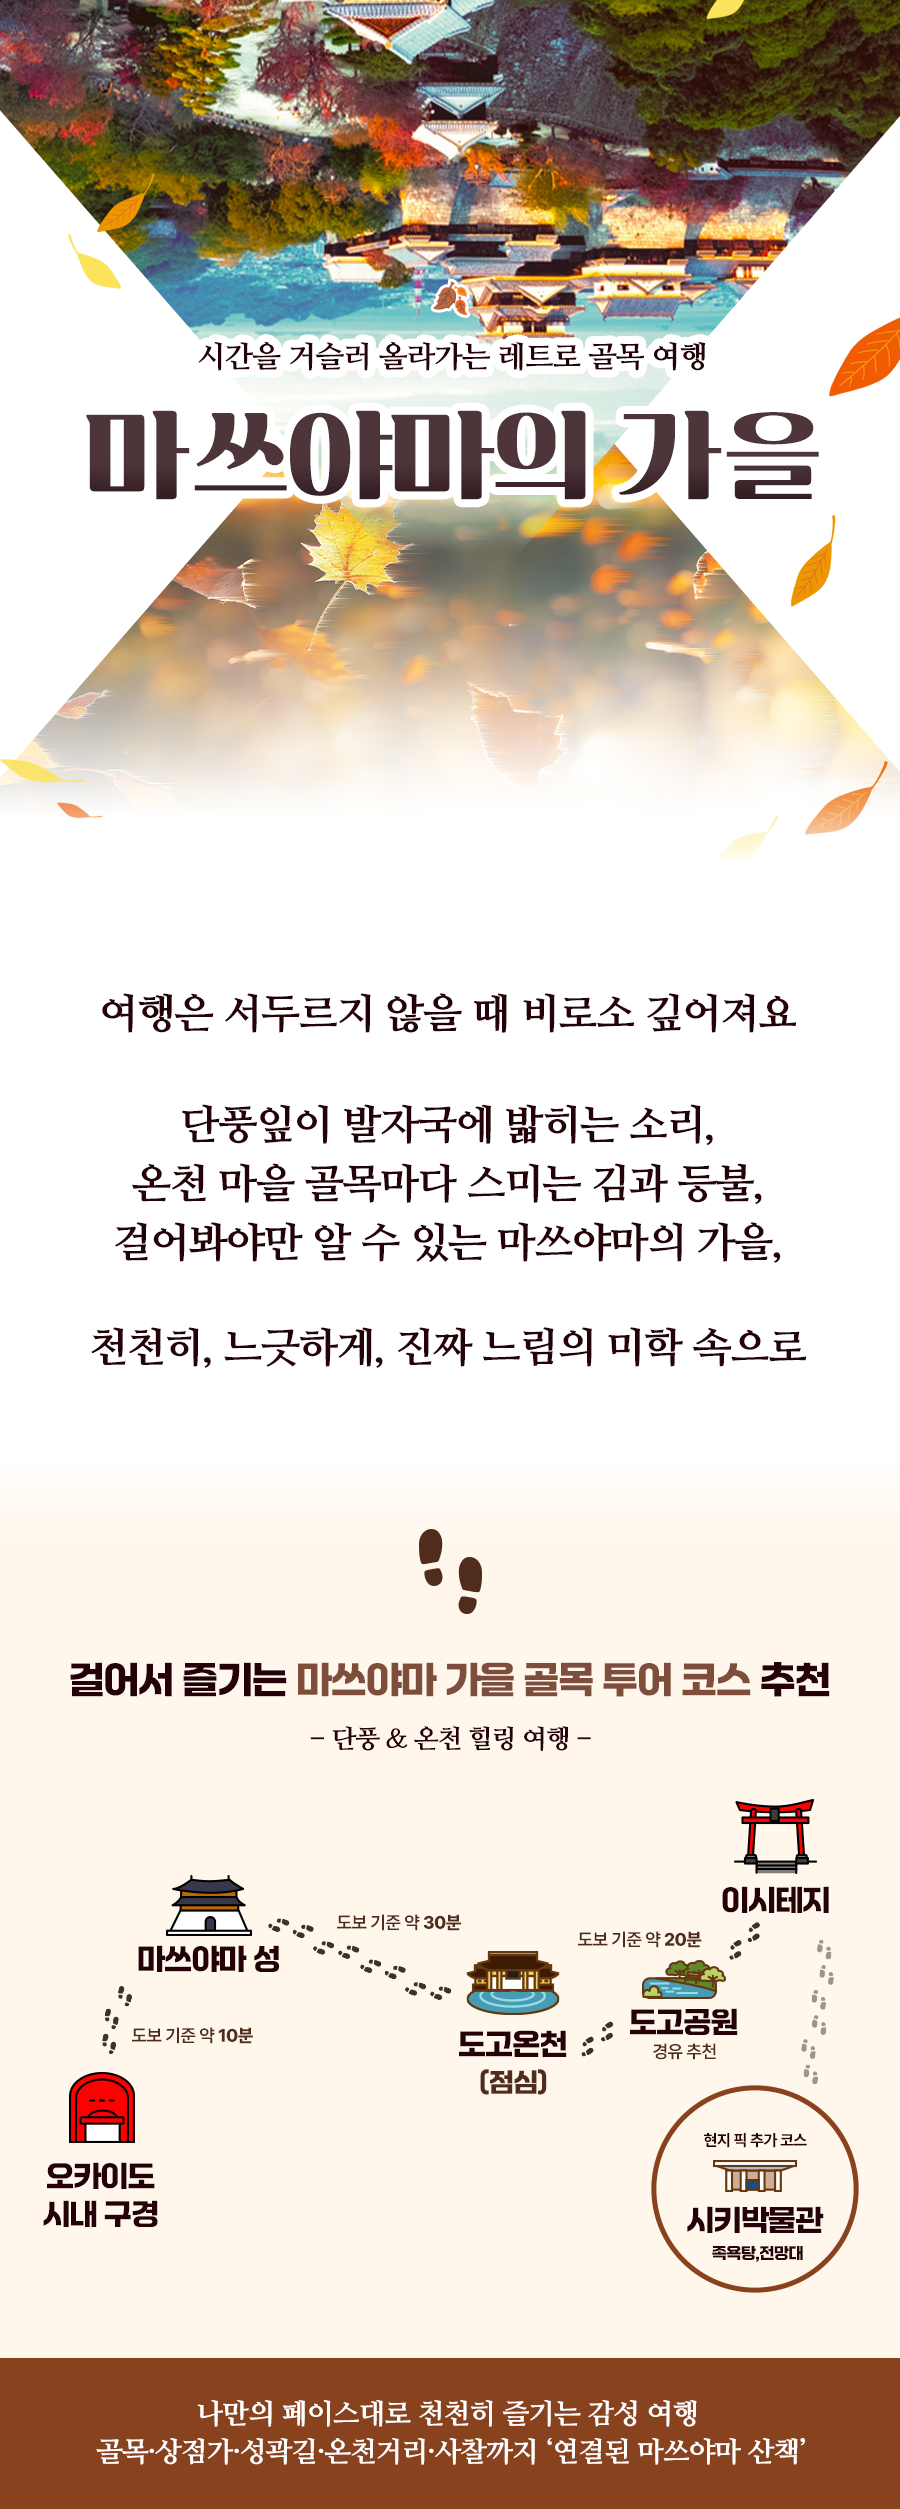 시간을 거슬러 올라가는 레트로 골목 여행
마쓰야마의 가을
여행은 서두르지 않을 때 비로소 깊어져요
단풍잎이 발자국에 밟히는 소리,
온천 마을 골목마다 스미는 김과 등불,
걸어봐야만 알 수 있는 마쓰야마의 가을,
천천히, 느긋하게, 진짜 느림의 미학 속으로
걸어서 즐기는 마쓰야마 가을 골목 투어 코스 추천
– 단풍 & 온천 힐링 여행 –
오카이도
시내 구경
도보 기준 약 10분
마쓰야마 성
도보 기준 약 30분
도고온천
(점심)
도고공원
경유 추천
도보 기준 약 20분
이시테지
현지 픽 추가 코스
시키박물관
족욕탕,전망대
나만의 페이스대로 천천히 즐기는 감성 여행
골목·상점가·성곽길·온천거리·사찰까지 ‘연결된 마쓰야마 산책’